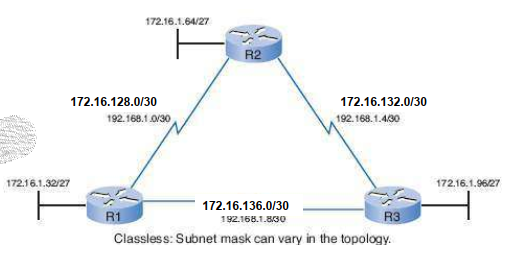 172.16.1.64/27
R2
172.16.128.0/30
192.168.1.0/30
172.16.132.0/30
192.168.1.4/30
172.16.1.32/27
R1
172.16.136.0/30
192.168.1.8/30
R3
172.16.1.96/27
Classless: Subnet mask can vary in the topology.